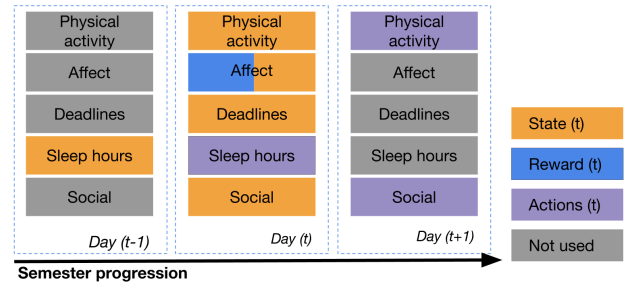 Physical
activity
Affect
Deadlines
Sleep hours
Social
Day (t-1)
Physical
activity
Affect
Deadlines
Sleep hours
Social
Day (t)
Physical
activity
Affect
Deadlines
Sleep hours
Social
Day (t+1)
State (t)
Reward (t)
Actions (t)
Not used
Semester progression